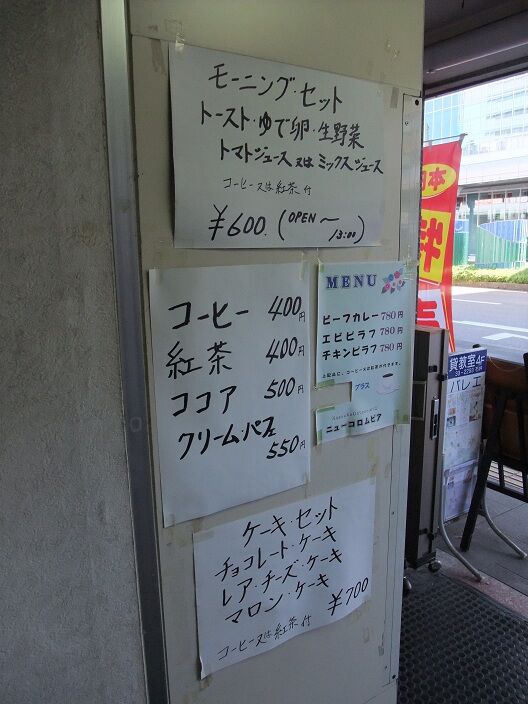 モーニング・セット
トースト・ゆで卵・生野菜
トマトジュース又はミックスジュース
コーヒー又は紅茶付
¥600. (OPEN〜13:00)
コーヒー 400円
紅茶 400円
ココア 500円
クリーム・パフェ 550円
MENU
ビーフカレー 780円
エビピラフ 780円
チキンピラフ 780円
プラス
ニューコロムビア
ケーキ・セット
チョコレート・ケーキ
レア・チーズ・ケーキ
マロン・ケーキ
¥700
コーヒー又は紅茶付
本
貸教室4F
バレエ